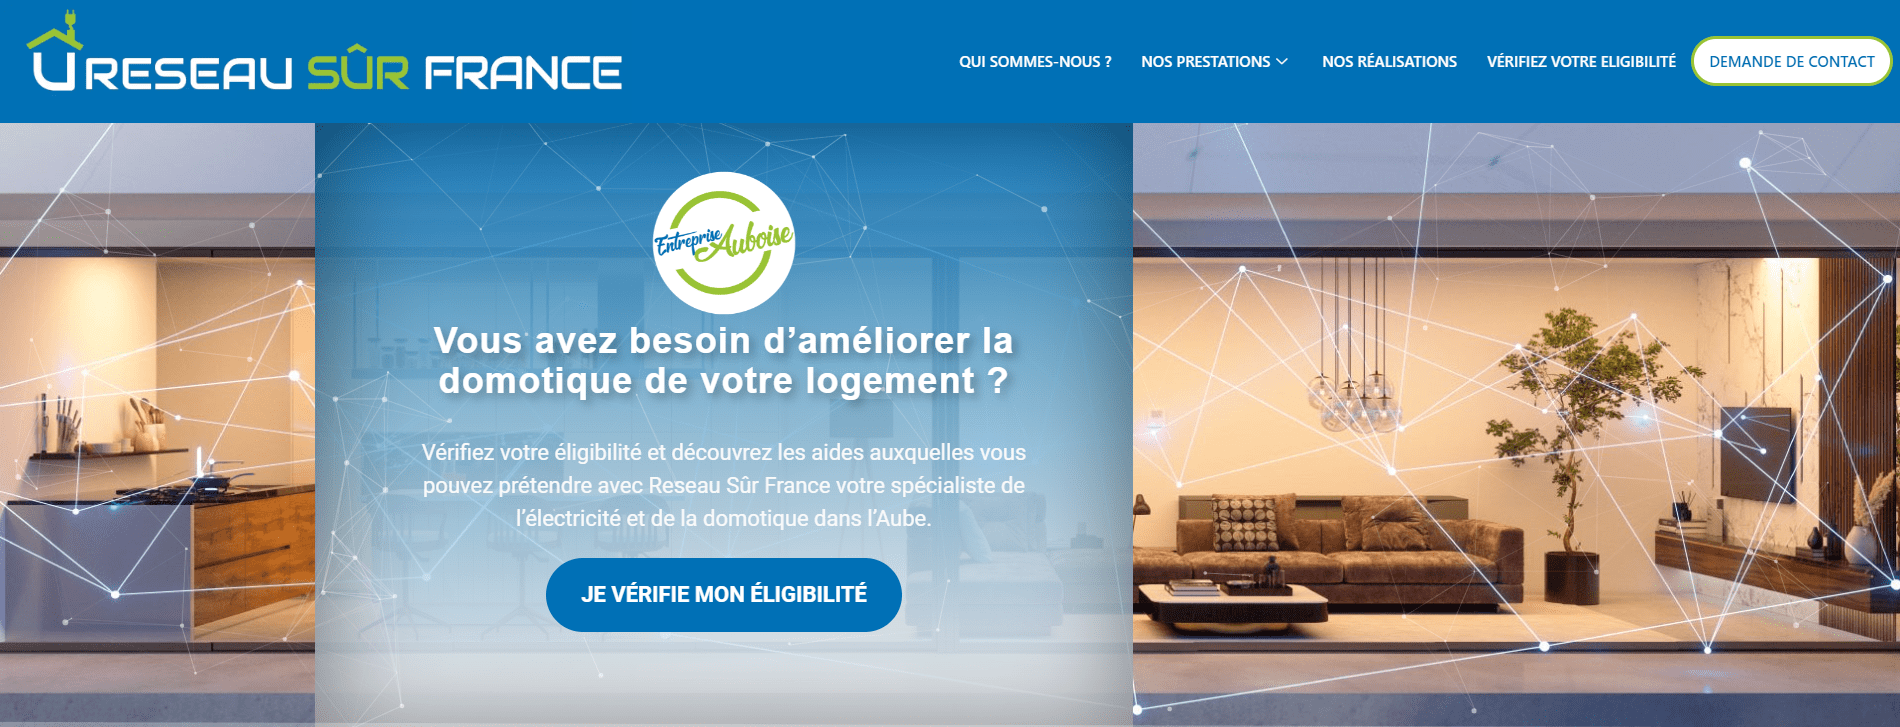 RESEAU SÛR FRANCE
QUI SOMMES-NOUS ?
NOS PRESTATIONS
NOS RÉALISATIONS
VÉRIFIEZ VOTRE ELIGIBILITÉ
DEMANDE DE CONTACT
Entreprise Auboise
Vous avez besoin d’améliorer la
domotique de votre logement ?
Vérifiez votre éligibilité et découvrez les aides auxquelles vous
pouvez prétendre avec Reseau Sûr France votre spécialiste de
l’électricité et de la domotique dans l’Aube.
JE VÉRIFIE MON ÉLIGIBILITÉ